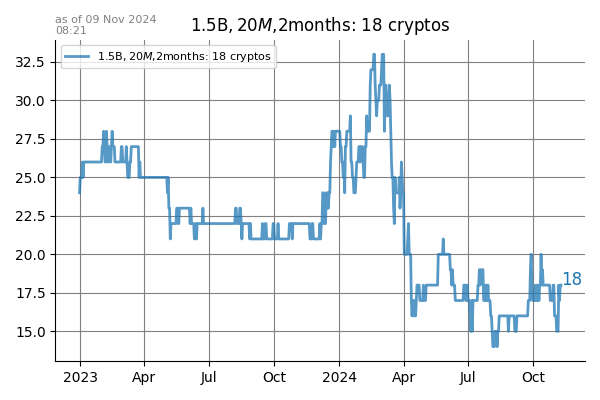 as of 09 Nov 2024
08:21
1.5B, 20M,2months: 18 cryptos
1.5B, 20M,2months: 18 cryptos
32.5
30.0
27.5
25.0
22.5
20.0
17.5
15.0
18
2023 Apr Jul Oct 2024 Apr Jul Oct